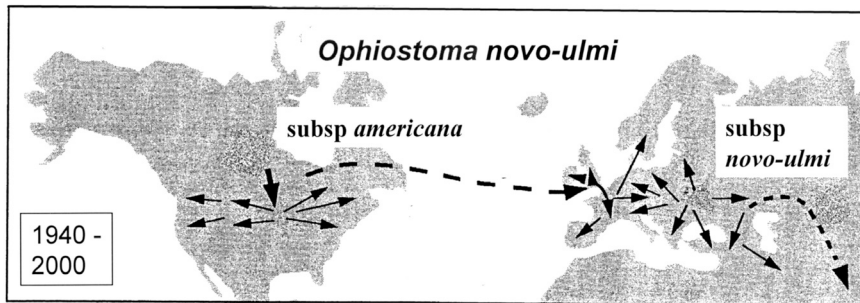 Ophiostoma novo-ulmi
subsp americana
subsp
novo-ulmi
1940 -
2000